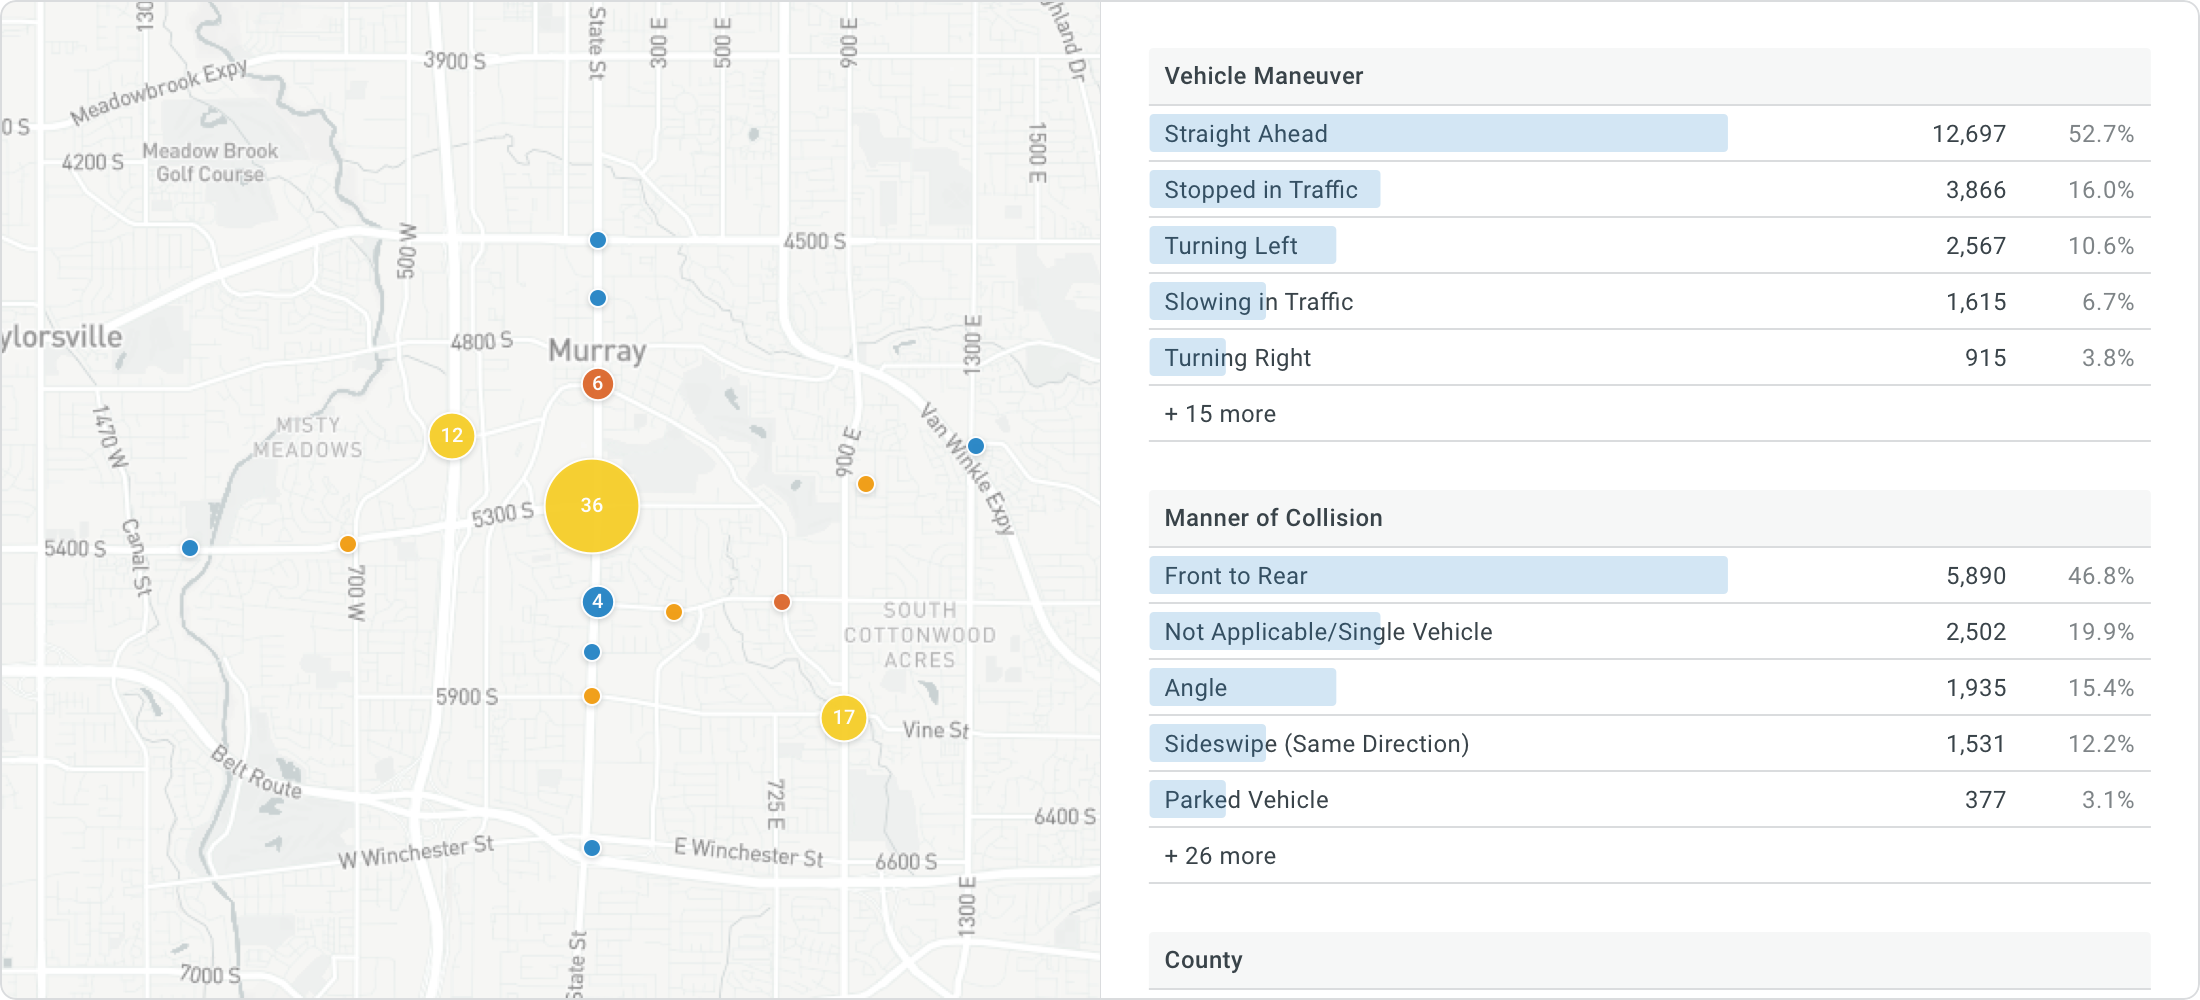 130
State St
300 E
500 E
900 E
hland Dr
3900 S
Meadowbrook Expy
0 S
4200 S
Meadow Brook
Golf Course
1500 E
500 W
4500 S
ylorsville
4800 S
Murray
1300 E
6
1470 W
MISTY
MEADOWS
12
900 E
Van Winkle Expy
36
5300 S
Canal St
5400 S
700 W
4
SOUTH
COTTONWOOD
ACRES
5900 S
17
Vine St
Belt Route
725 E
6400 S
W Winchester St
E Winchester St
6600 S
1300 E
State St
7000 S
Vehicle Maneuver
Straight Ahead 12,697 52.7%
Stopped in Traffic 3,866 16.0%
Turning Left 2,567 10.6%
Slowing in Traffic 1,615 6.7%
Turning Right 915 3.8%
+ 15 more
Manner of Collision
Front to Rear 5,890 46.8%
Not Applicable/Single Vehicle 2,502 19.9%
Angle 1,935 15.4%
Sideswipe (Same Direction) 1,531 12.2%
Parked Vehicle 377 3.1%
+ 26 more
County